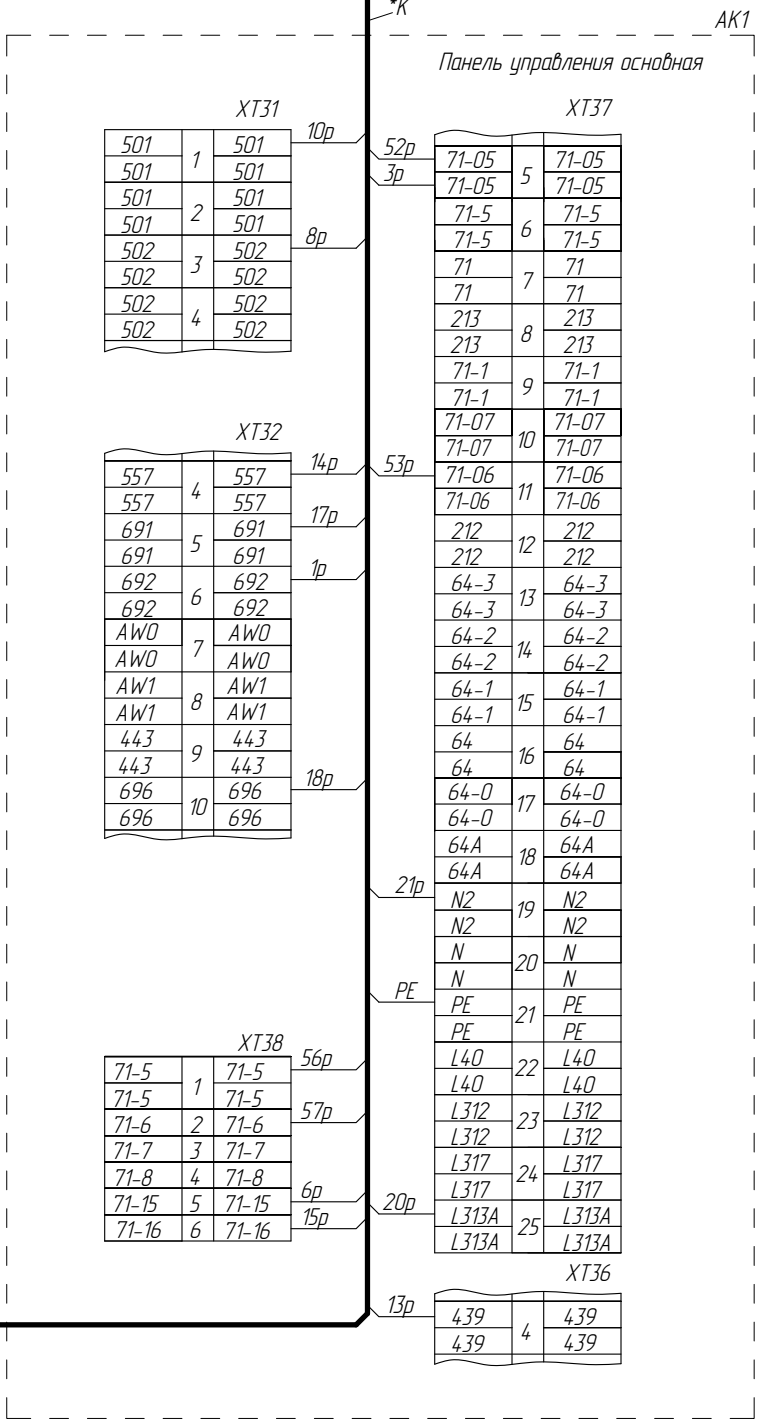 *К
АК1
Панель управления основная
ХТ31
501 1 501 10р
501 501
501 2 501
501 501
502 3 502 8р
502 502
502 4 502
502 502
ХТ32
557 4 557 14р
557 557
691 5 691 17р
691 691
692 6 692 1р
692 692
AW0 7 AW0
AW0 AW0
AW1 8 AW1
AW1 AW1
443 9 443
443 443
696 10 696 18р
696 696
ХТ38
71-5 1 71-5 56р
71-5 71-5
71-6 2 71-6 57р
71-7 3 71-7
71-8 4 71-8
71-15 5 71-15 6р
71-16 6 71-16 15р
ХТ37
52р 71-05 5 71-05
3р 71-05 71-05
71-5 6 71-5
71-5 71-5
71 7 71
71 71
213 8 213
213 213
71-1 9 71-1
71-1 71-1
71-07 10 71-07
71-07 71-07
53р 71-06 11 71-06
71-06 71-06
212 12 212
212 212
64-3 13 64-3
64-3 64-3
64-2 14 64-2
64-2 64-2
64-1 15 64-1
64-1 64-1
64 16 64
64 64
64-0 17 64-0
64-0 64-0
64А 18 64А
64А 64А
21р N2 19 N2
N2 N2
N 20 N
N N
PE PE 21 PE
PE PE
L40 22 L40
L40 L40
L312 23 L312
L312 L312
L317 24 L317
L317 L317
20р L313A 25 L313A
L313A L313A
ХТ36
13р 439 4 439
439 439